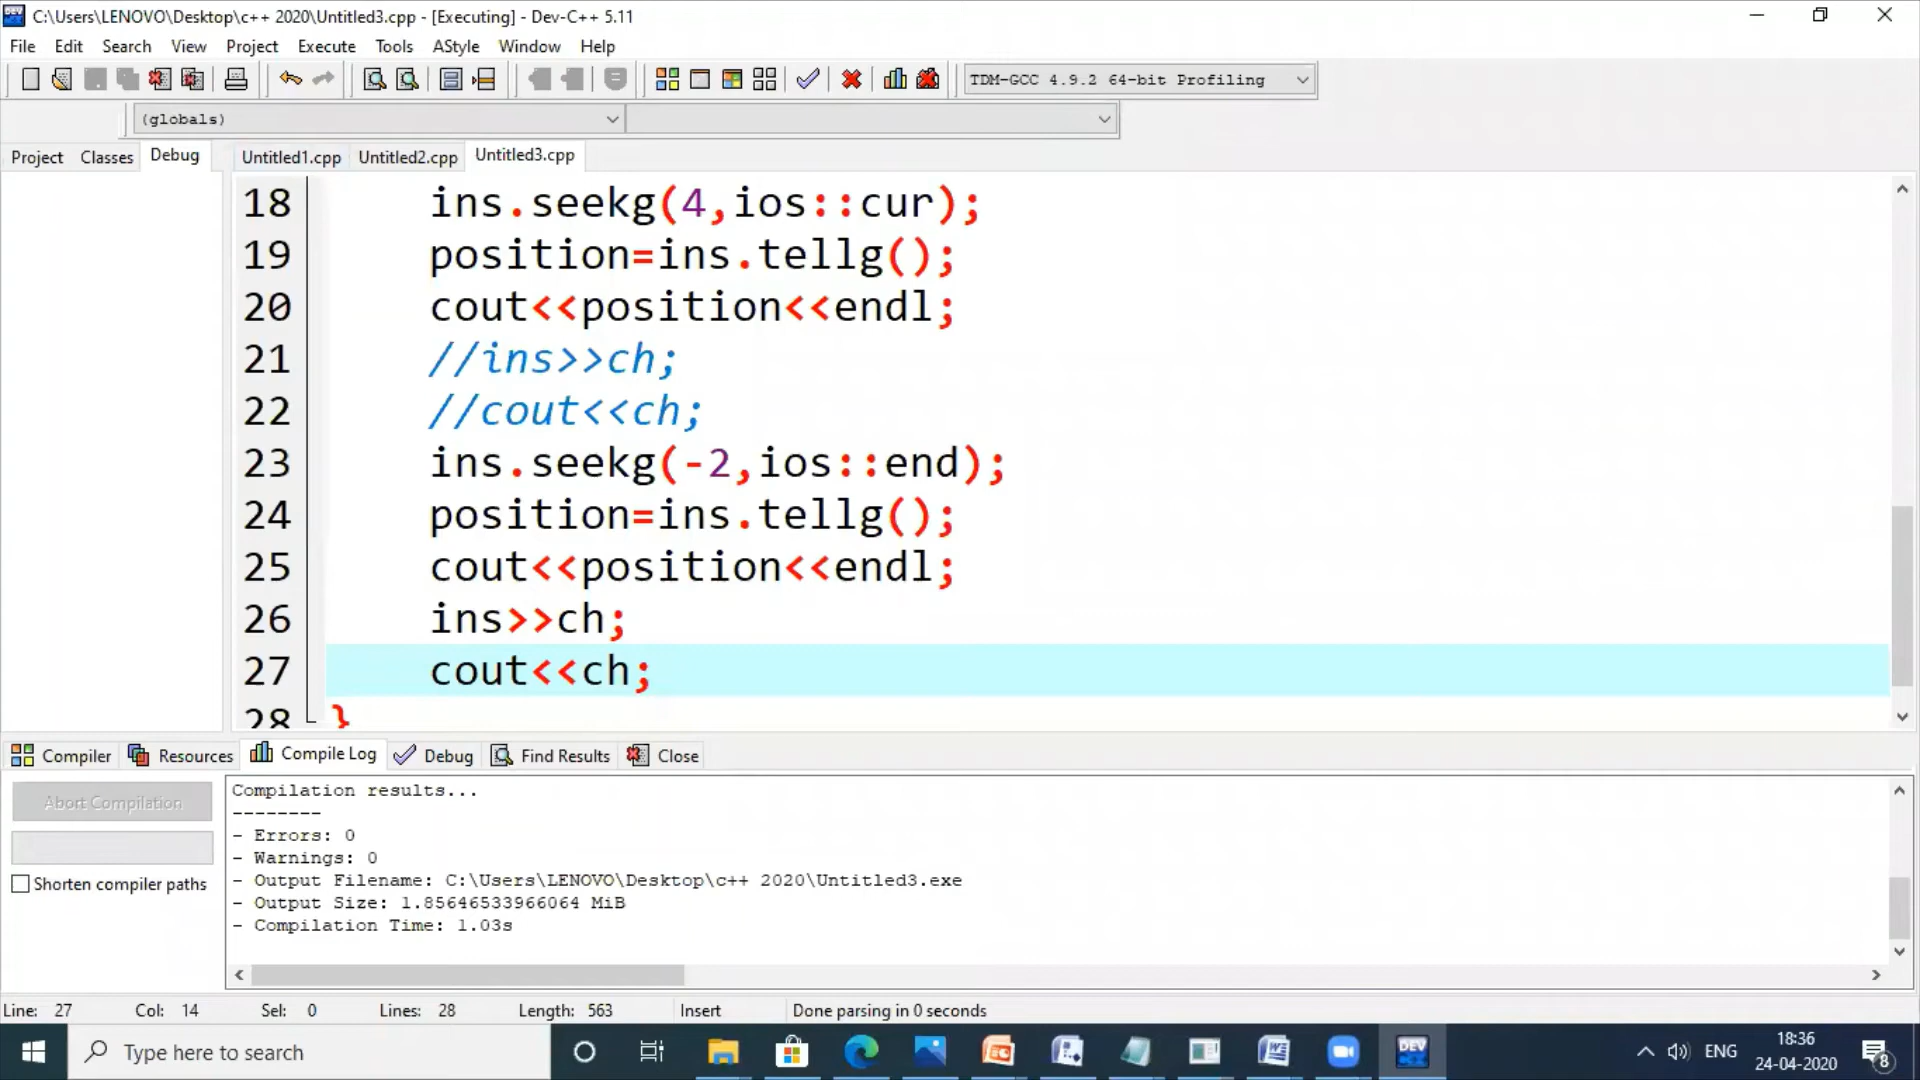 C:\Users\LENOVO\Desktop\c++ 2020\Untitled3.cpp - [Executing] - Dev-C++ 5.11
File Edit Search View Project Execute Tools AStyle Window Help
TDM-GCC 4.9.2 64-bit Profiling
(globals)
Project Classes Debug Untitled1.cpp Untitled2.cpp Untitled3.cpp
18 ins.seekg(4,ios::cur);
19 position=ins.tellg();
20 cout<<position<<endl;
21 //ins>>ch;
22 //cout<<ch;
23 ins.seekg(-2,ios::end);
24 position=ins.tellg();
25 cout<<position<<endl;
26 ins>>ch;
27 cout<<ch;
28 }
Compiler Resources Compile Log Debug Find Results Close
Abort Compilation
Shorten compiler paths
Compilation results...
--------
- Errors: 0
- Warnings: 0
- Output Filename: C:\Users\LENOVO\Desktop\c++ 2020\Untitled3.exe
- Output Size: 1.85646533966064 MiB
- Compilation Time: 1.03s
Line: 27 Col: 14 Sel: 0 Lines: 28 Length: 563 Insert Done parsing in 0 seconds
Type here to search
DEV
ENG
18:36
24-04-2020
8